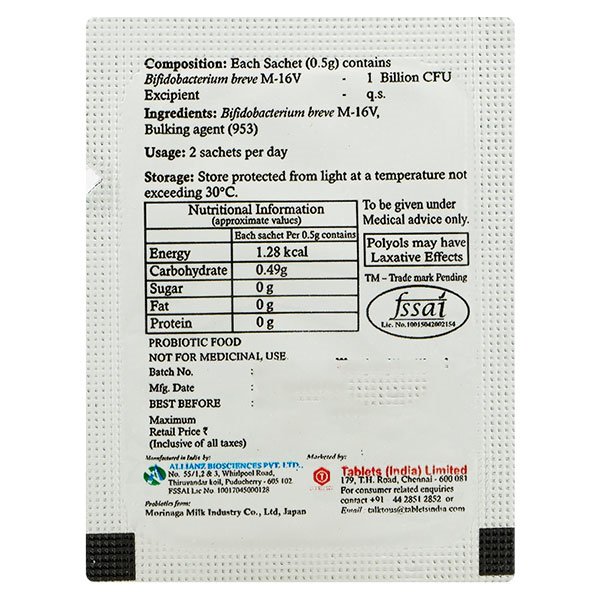 Composition: Each Sachet (0.5g) contains
Bifidobacterium breve M-16V - 1 Billion CFU
Excipient - q.s.
Ingredients: Bifidobacterium breve M-16V,
Bulking agent (953)
Usage: 2 sachets per day
Storage: Store protected from light at a temperature not
exceeding 30°C.
Nutritional Information
(approximate values)
Each sachet Per 0.5g contains
Energy 1.28 kcal
Carbohydrate 0.49g
Sugar 0 g
Fat 0 g
Protein 0 g
To be given under
Medical advice only.
Polyols may have
Laxative Effects
TM – Trade mark Pending
fssai
Lic. No.10015042002154
PROBIOTIC FOOD
NOT FOR MEDICINAL USE
Batch No. :
Mfg. Date :
BEST BEFORE :
Maximum
Retail Price ₹ :
(Inclusive of all taxes)
Manufactured in India by:
ALLIANZ BIOSCIENCES PVT. LTD.,
No. 55/1,2 & 3, Whirlpool Road,
Thiruvandar koil, Puducherry - 605 102
FSSAI Lic No. 10017045000128
Probiotics from:
Morinaga Milk Industry Co., Ltd, Japan
Marketed by:
Tablets (India) Limited
179, T.H. Road, Chennai - 600 081
For consumer related enquiries
contact +91 44 2851 2852 or
Email : talktous@tabletsindia.com